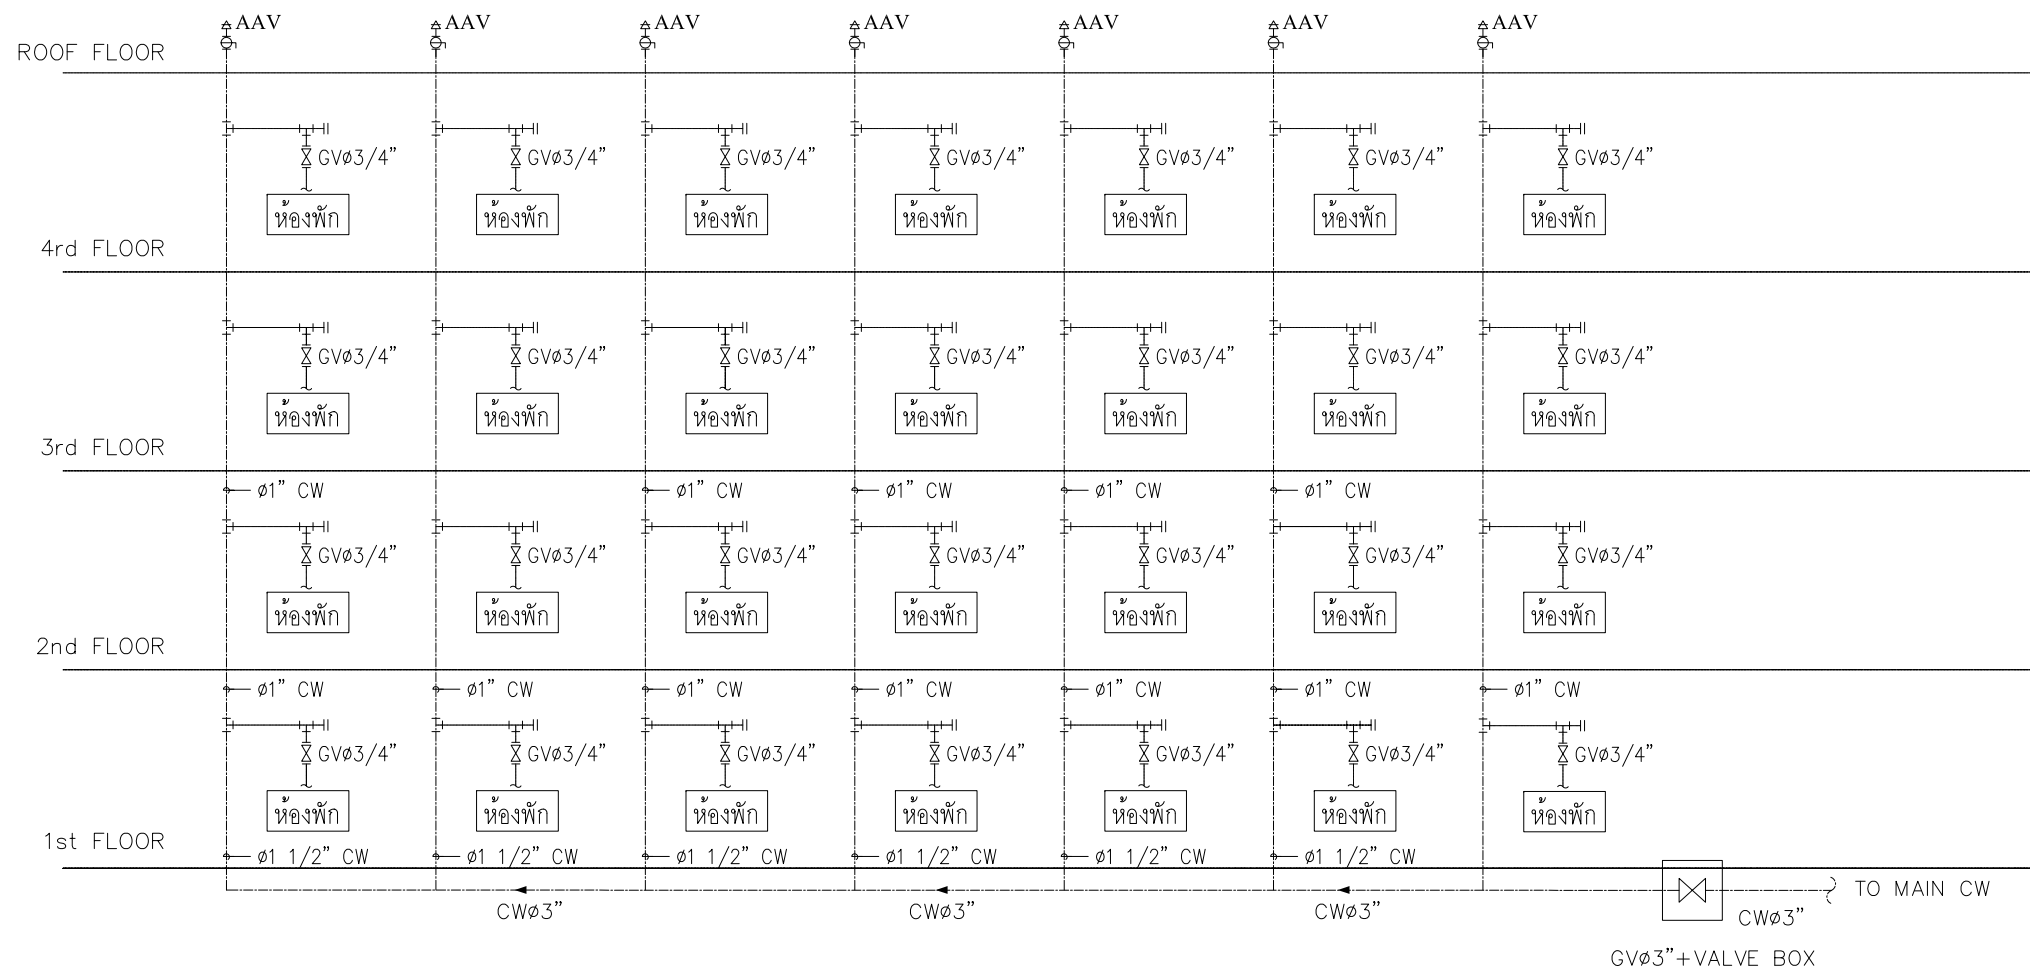 AAV AAV AAV AAV AAV AAV AAV
ROOF FLOOR
GVø3/4" GVø3/4" GVø3/4" GVø3/4" GVø3/4" GVø3/4" GVø3/4"
ห้องพัก ห้องพัก ห้องพัก ห้องพัก ห้องพัก ห้องพัก ห้องพัก
4rd FLOOR
GVø3/4" GVø3/4" GVø3/4" GVø3/4" GVø3/4" GVø3/4" GVø3/4"
ห้องพัก ห้องพัก ห้องพัก ห้องพัก ห้องพัก ห้องพัก ห้องพัก
3rd FLOOR
ø1" CW ø1" CW ø1" CW ø1" CW ø1" CW
GVø3/4" GVø3/4" GVø3/4" GVø3/4" GVø3/4" GVø3/4" GVø3/4"
ห้องพัก ห้องพัก ห้องพัก ห้องพัก ห้องพัก ห้องพัก ห้องพัก
2nd FLOOR
ø1" CW ø1" CW ø1" CW ø1" CW ø1" CW ø1" CW ø1" CW
GVø3/4" GVø3/4" GVø3/4" GVø3/4" GVø3/4" GVø3/4" GVø3/4"
ห้องพัก ห้องพัก ห้องพัก ห้องพัก ห้องพัก ห้องพัก ห้องพัก
1st FLOOR
ø1 1/2" CW ø1 1/2" CW ø1 1/2" CW ø1 1/2" CW ø1 1/2" CW ø1 1/2" CW
TO MAIN CW
CWø3" CWø3" CWø3" CWø3"
GVø3"+VALVE BOX